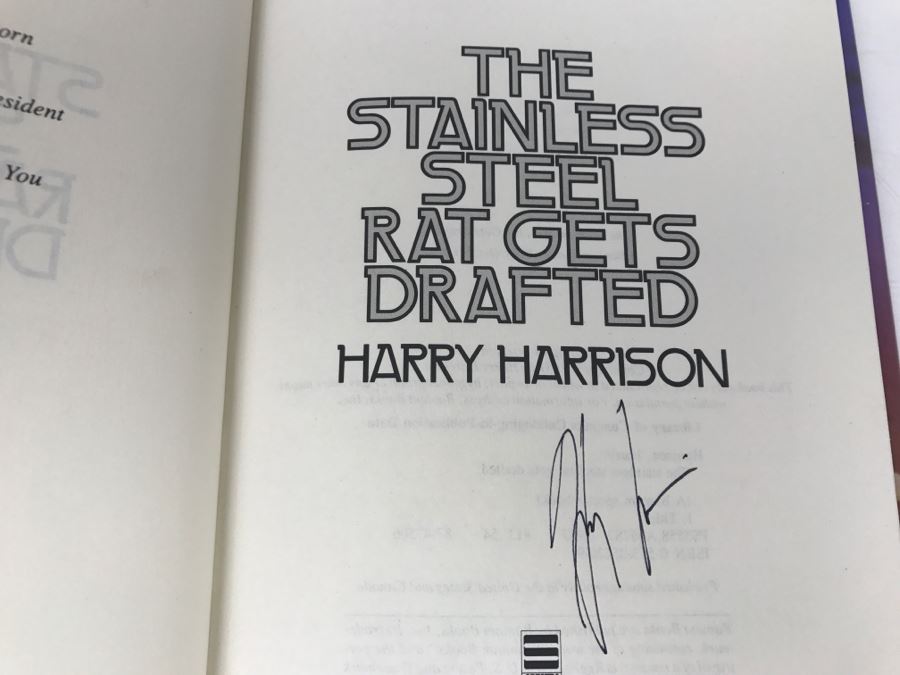 orn
esident
You
THE
STAINLESS
STEEL
RAT GETS
DRAFTED
HARRY HARRISON